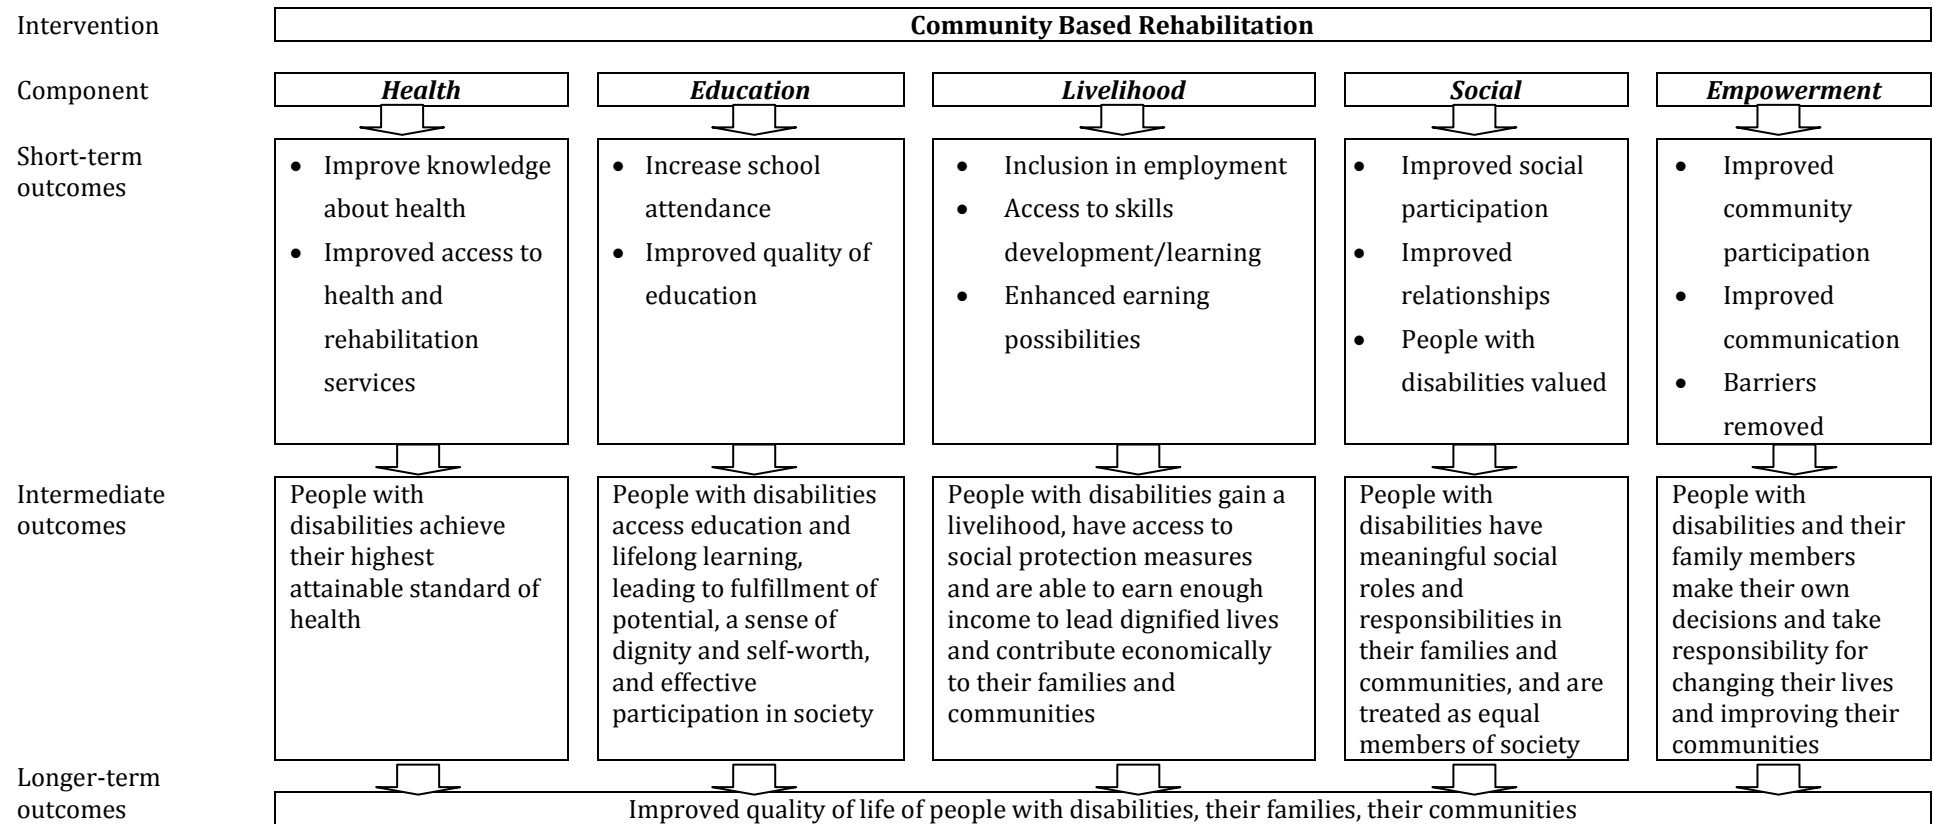 Intervention
Community Based Rehabilitation
Component
Health
Education
Livelihood
Social
Empowerment
Short-term
outcomes
• Improve knowledge
about health
• Improved access to
health and
rehabilitation
services
• Increase school
attendance
• Improved quality of
education
• Inclusion in employment
• Access to skills
development/learning
• Enhanced earning
possibilities
• Improved social
participation
• Improved
relationships
• People with
disabilities valued
• Improved
community
participation
• Improved
communication
• Barriers
removed
Intermediate
outcomes
People with
disabilities achieve
their highest
attainable standard of
health
People with disabilities
access education and
lifelong learning,
leading to fulfillment of
potential, a sense of
dignity and self-worth,
and effective
participation in society
People with disabilities gain a
livelihood, have access to
social protection measures
and are able to earn enough
income to lead dignified lives
and contribute economically
to their families and
communities
People with
disabilities have
meaningful social
roles and
responsibilities in
their families and
communities, and are
treated as equal
members of society
People with
disabilities and their
family members
make their own
decisions and take
responsibility for
changing their lives
and improving their
communities
Longer-term
outcomes
Improved quality of life of people with disabilities, their families, their communities